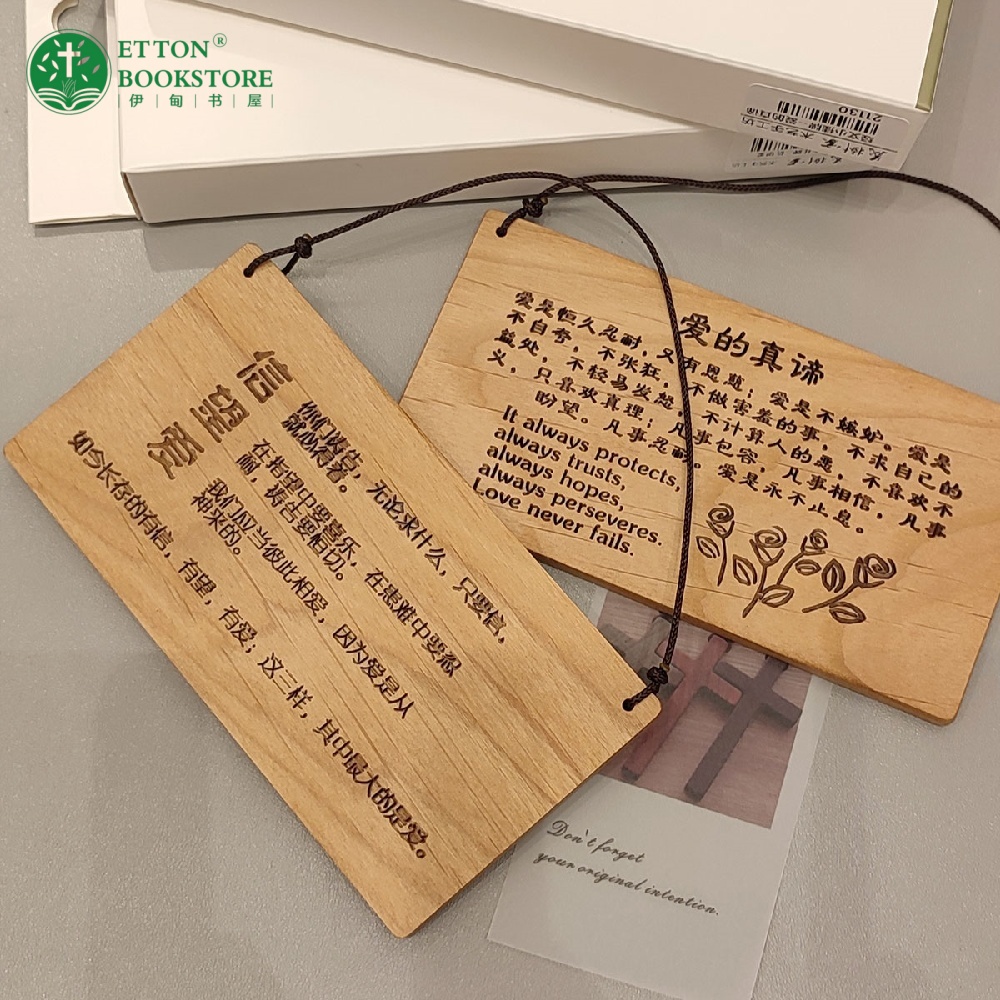 ETTON®
BOOKSTORE
伊甸书屋
21130
信望爱
你们祷告，无论求什么，只要信，
就必得着。
在指望中要喜乐，在患难中要忍
耐，祷告要恒切。
我们应当彼此相爱，因为爱是从
神来的。
如今长存的有信，有望，有爱；这三样，其中最大的是爱。
爱的真谛
爱是恒久忍耐，又有恩慈；爱是不嫉妒。爱是
不自夸，不张狂，不做害羞的事，不求自己的
益处，不轻易发怒，不计算人的恶，不喜欢不
义，只喜欢真理；凡事包容，凡事相信，凡事
盼望。凡事忍耐。爱是永不止息。
It always protects,
always trusts,
always hopes,
always perseveres.
Love never fails.
Don't forget
your original intention.